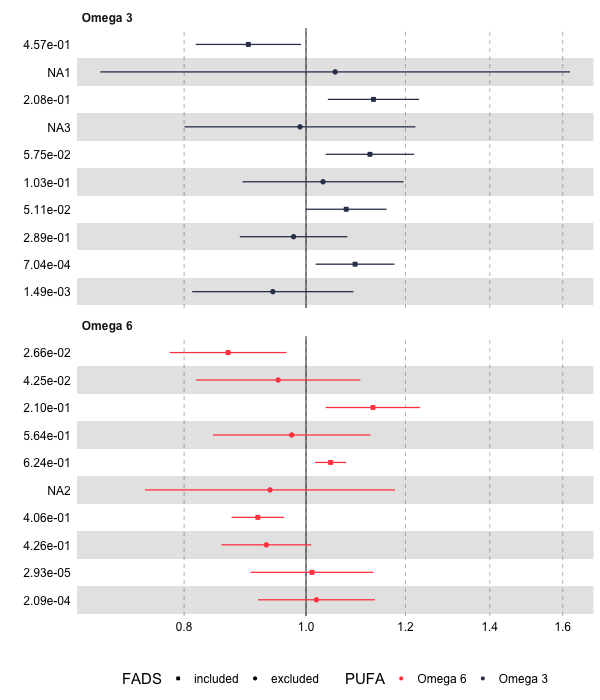 Omega 3
4.57e-01
NA1
2.08e-01
NA3
5.75e-02
1.03e-01
5.11e-02
2.89e-01
7.04e-04
1.49e-03
Omega 6
2.66e-02
4.25e-02
2.10e-01
5.64e-01
6.24e-01
NA2
4.06e-01
4.26e-01
2.93e-05
2.09e-04
0.8 1.0 1.2 1.4 1.6
FADS included excluded PUFA Omega 6 Omega 3